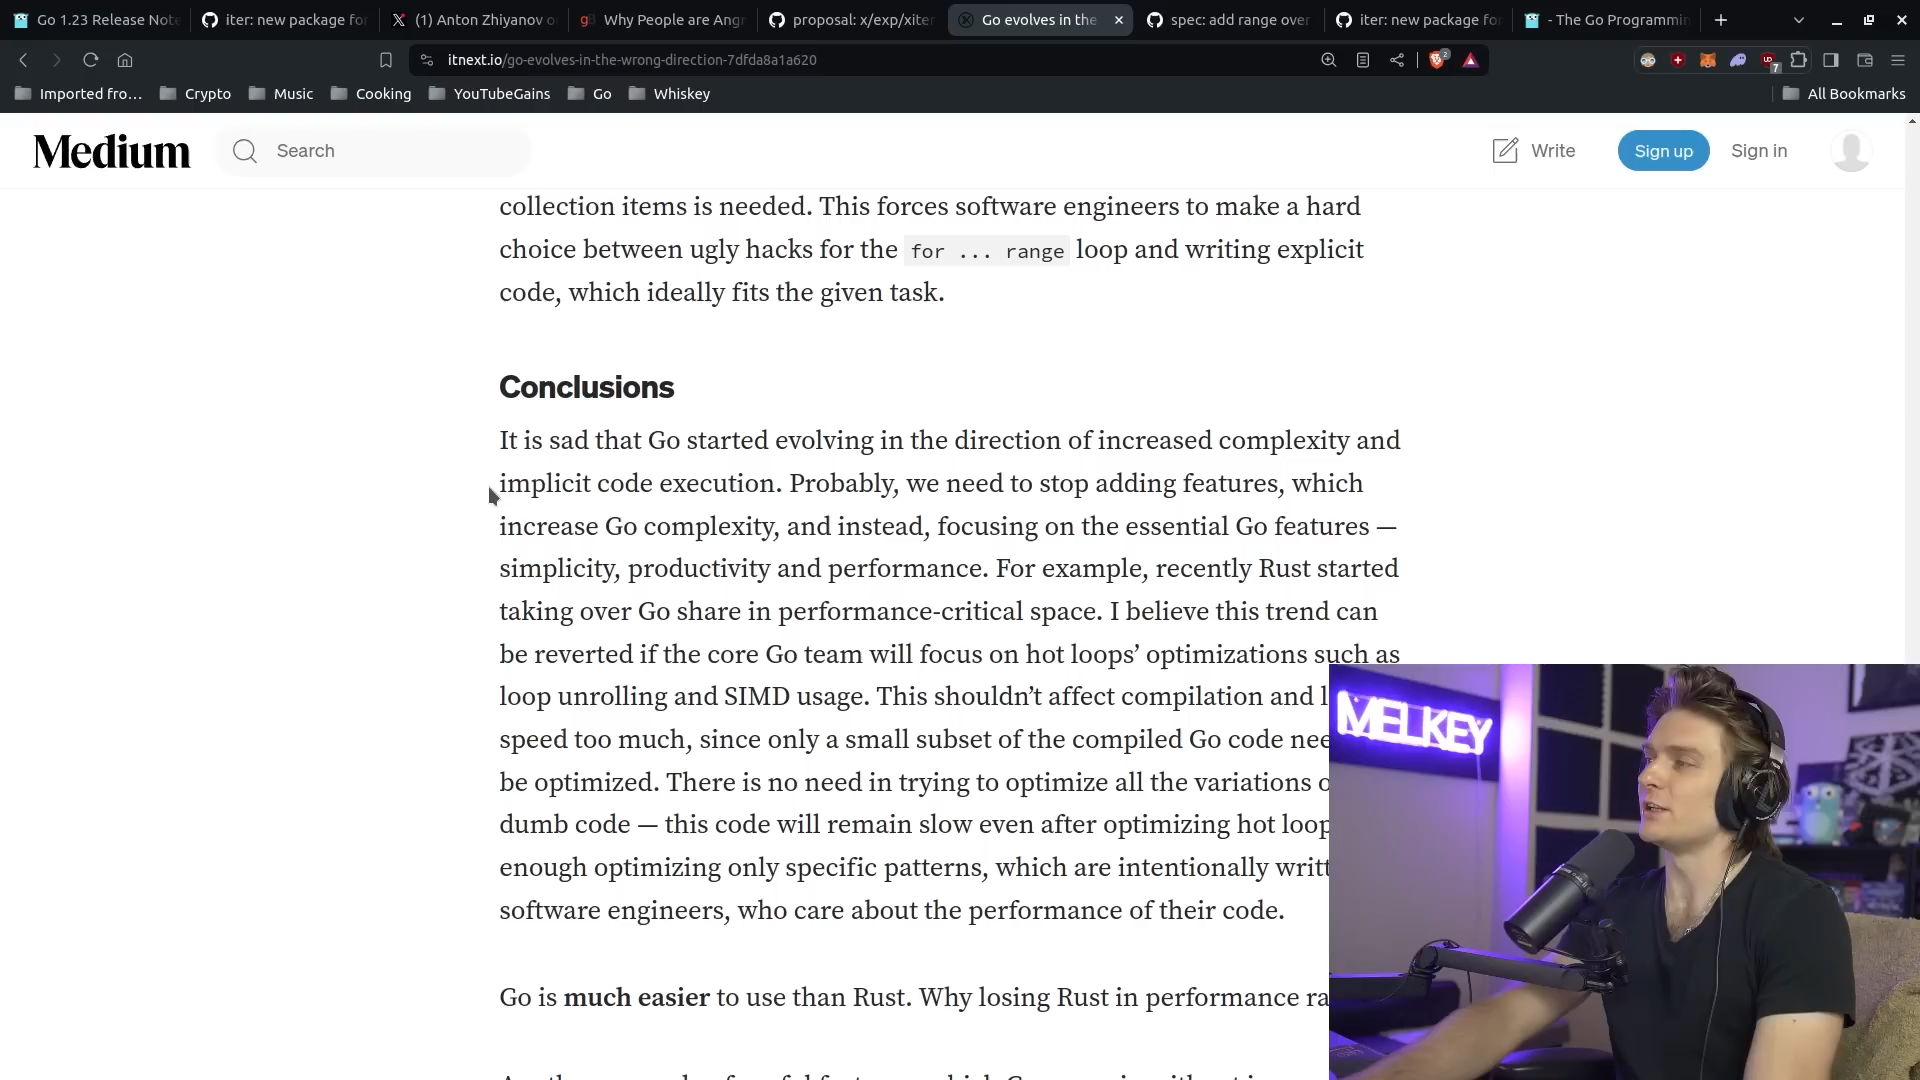 Go 1.23 Release Note
iter: new package for
(1) Anton Zhiyanov o
Why People are Ang
proposal: x/exp/xiter
Go evolves in the
spec: add range over
iter: new package fo
- The Go Programmin
itnext.io/go-evolves-in-the-wrong-direction-7dfda8a1a620
2
7
Imported fro...
Crypto
Music
Cooking
YouTubeGains
Go
Whiskey
All Bookmarks
Medium
Search
Write
Sign up
Sign in
collection items is needed. This forces software engineers to make a hard
choice between ugly hacks for the for ... range loop and writing explicit
code, which ideally fits the given task.
Conclusions
It is sad that Go started evolving in the direction of increased complexity and
implicit code execution. Probably, we need to stop adding features, which
increase Go complexity, and instead, focusing on the essential Go features —
simplicity, productivity and performance. For example, recently Rust started
taking over Go share in performance-critical space. I believe this trend can
be reverted if the core Go team will focus on hot loops’ optimizations such as
loop unrolling and SIMD usage. This shouldn’t affect compilation and l
speed too much, since only a small subset of the compiled Go code nee
be optimized. There is no need in trying to optimize all the variations o
dumb code — this code will remain slow even after optimizing hot loop
enough optimizing only specific patterns, which are intentionally writt
software engineers, who care about the performance of their code.
Go is much easier to use than Rust. Why losing Rust in performance ra
MELKEY